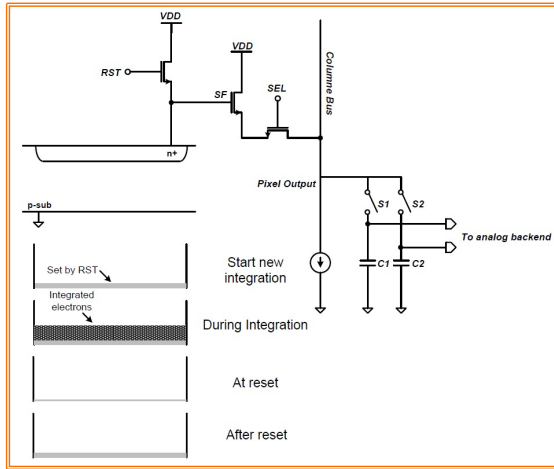 VDD
VDD
RST
SF
SEL
Columne Bus
n+
Pixel Output
S1
S2
p-sub
To analog backend
C1
C2
Set by RST
Start new
integration
Integrated
electrons
During Integration
At reset
After reset